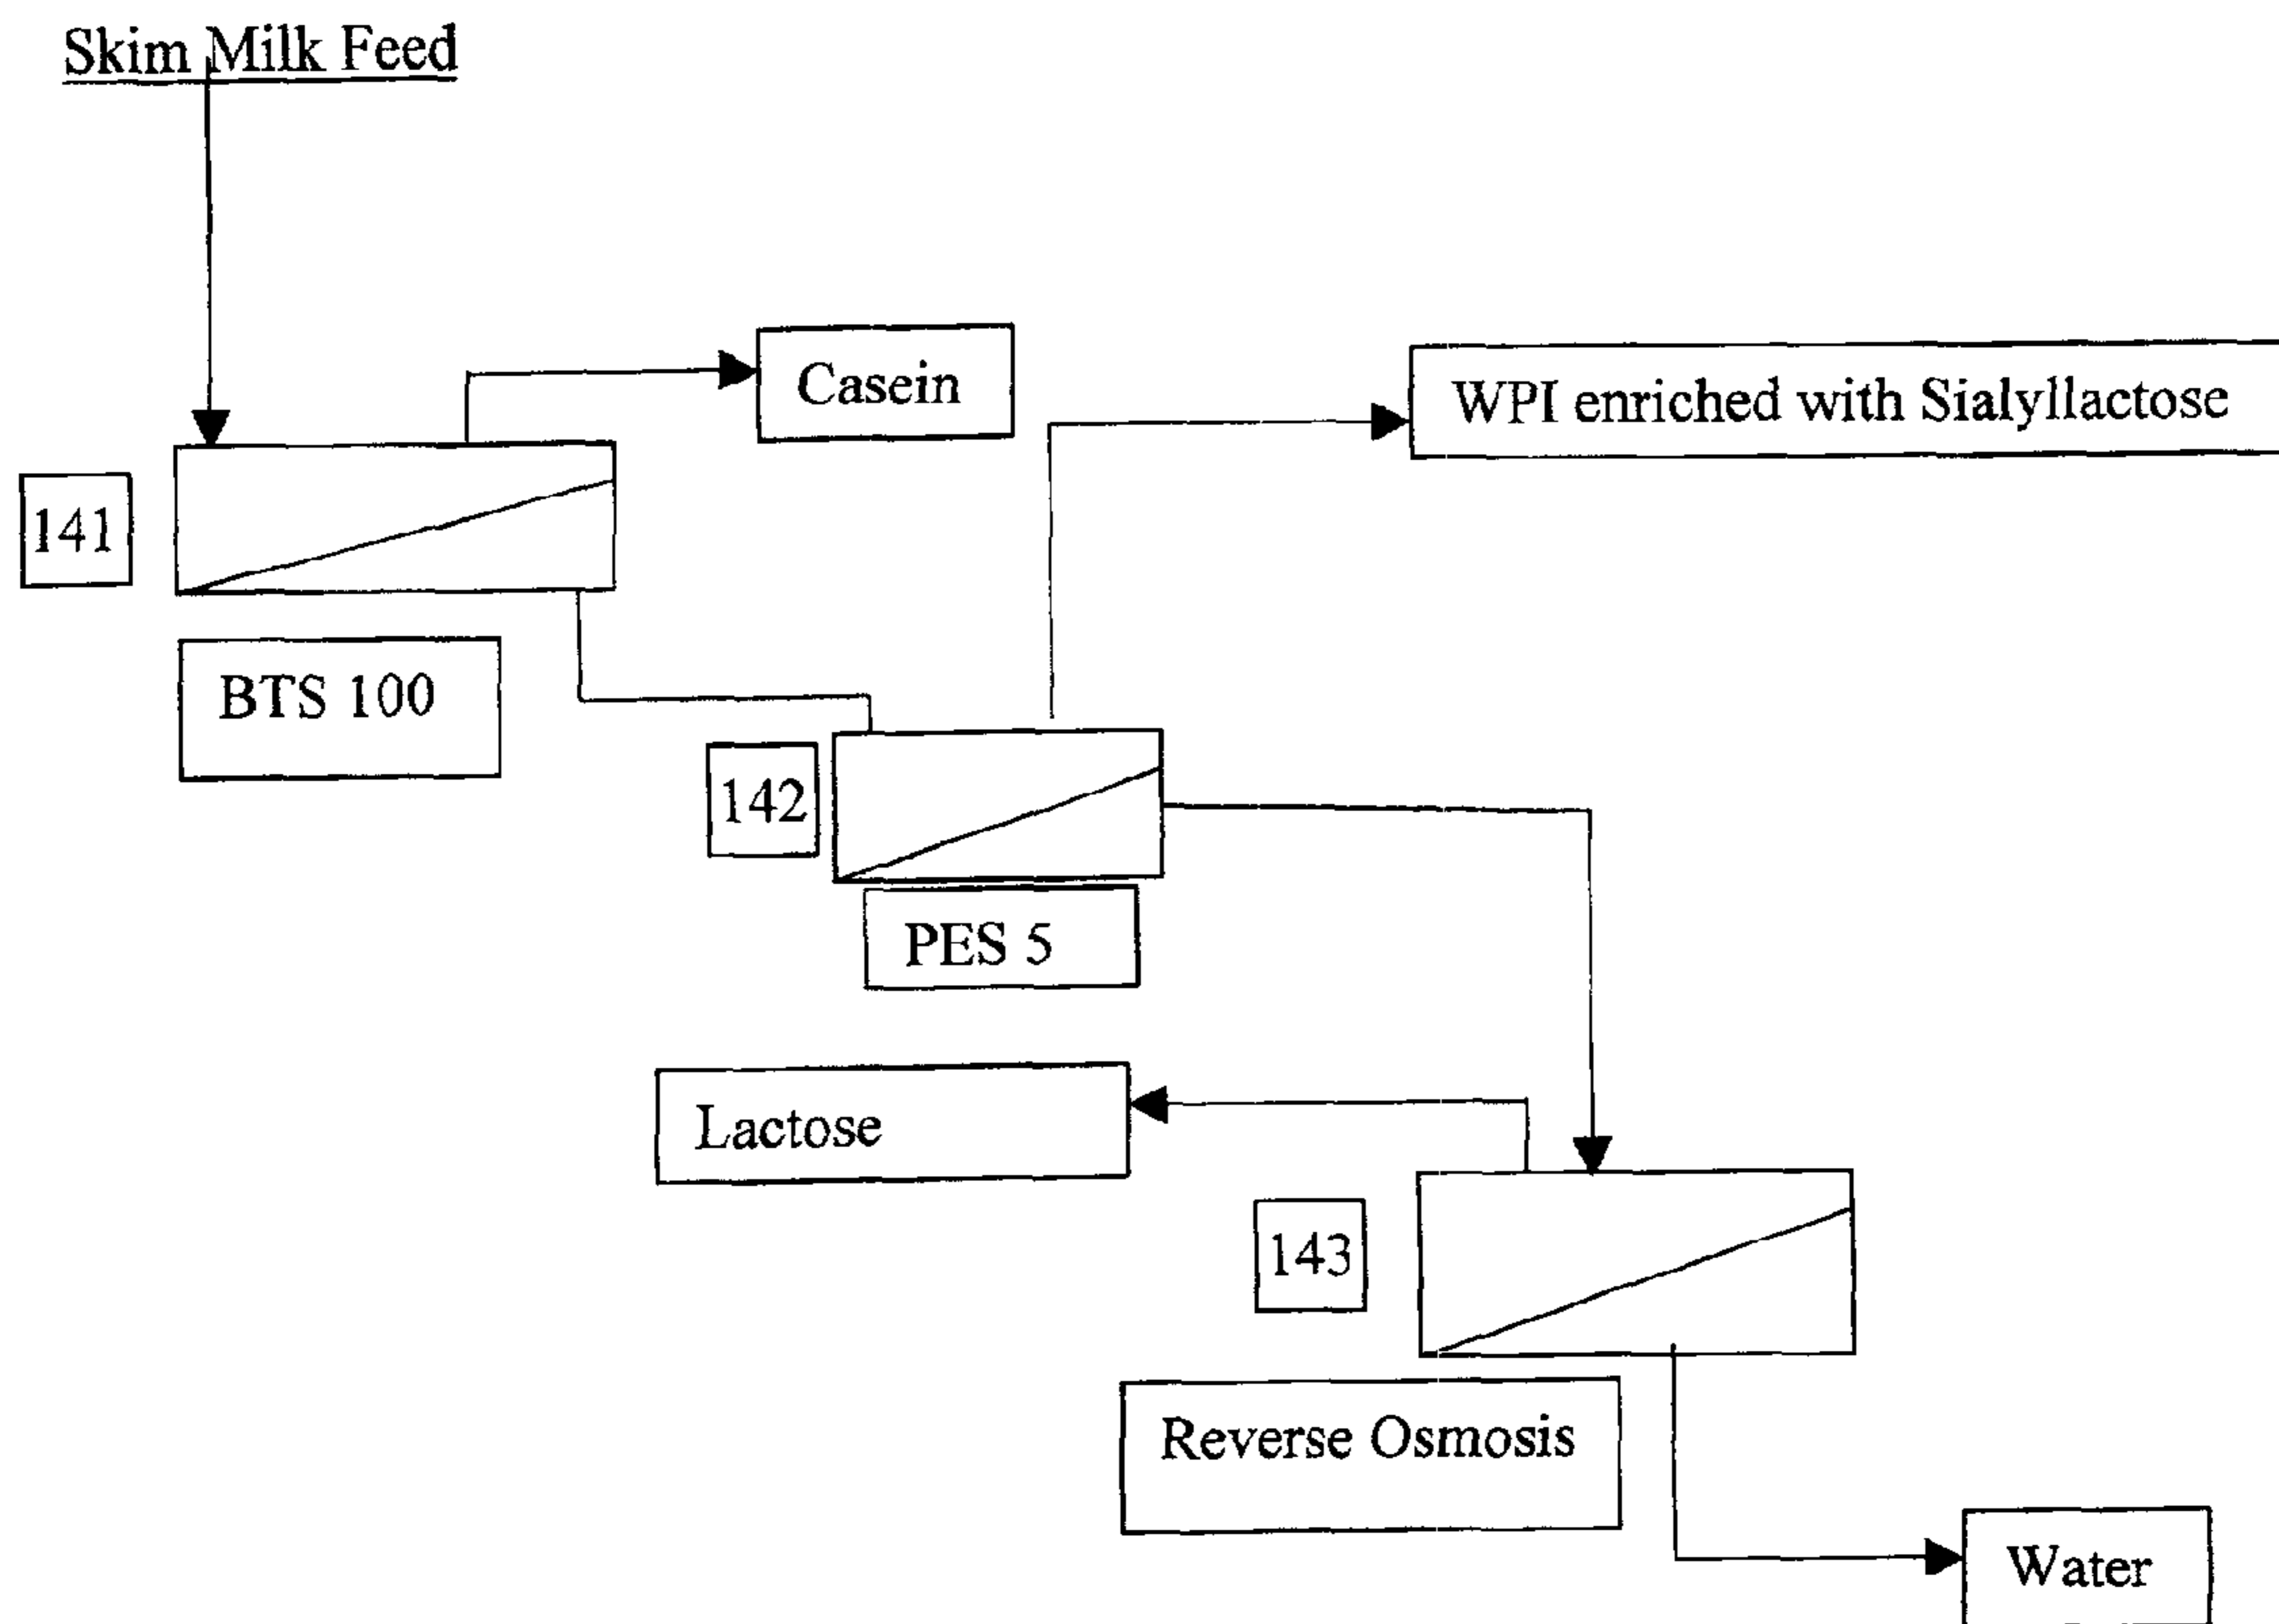 Skim Milk Feed
Casein
WPI enriched with Sialyllactose
141
BTS 100
142
PES 5
Lactose
143
Reverse Osmosis
Water